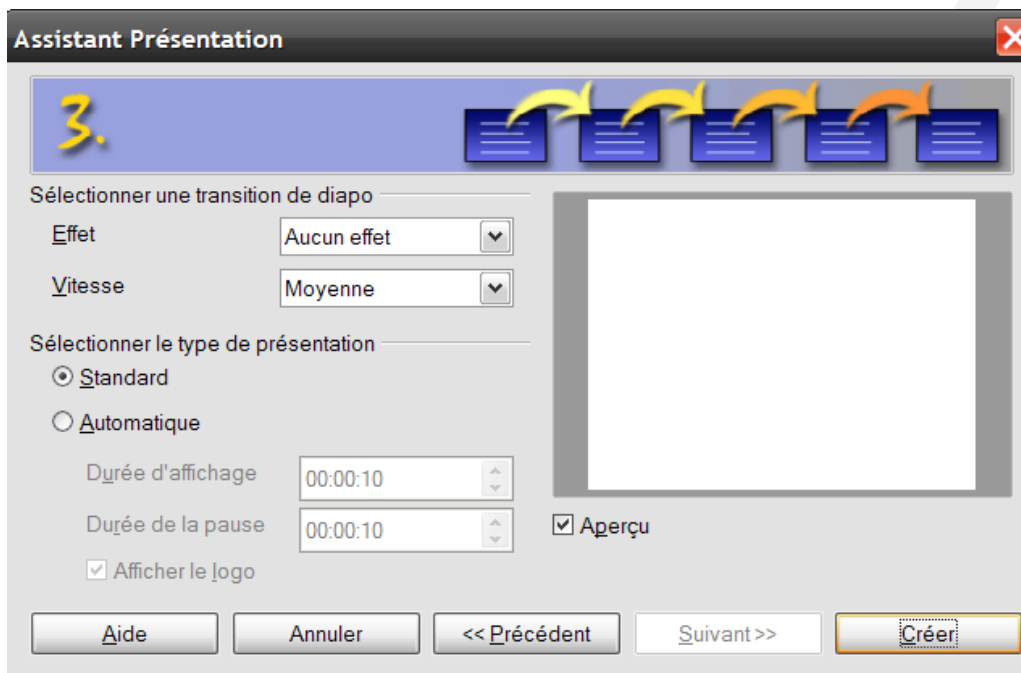 Assistant Présentation
3.
Sélectionner une transition de diapo
Effet
Aucun effet
Vitesse
Moyenne
Sélectionner le type de présentation
Standard
Automatique
Durée d'affichage
00:00:10
Durée de la pause
00:00:10
Aperçu
Afficher le logo
Aide
Annuler
<< Précédent
Suivant >>
Créer